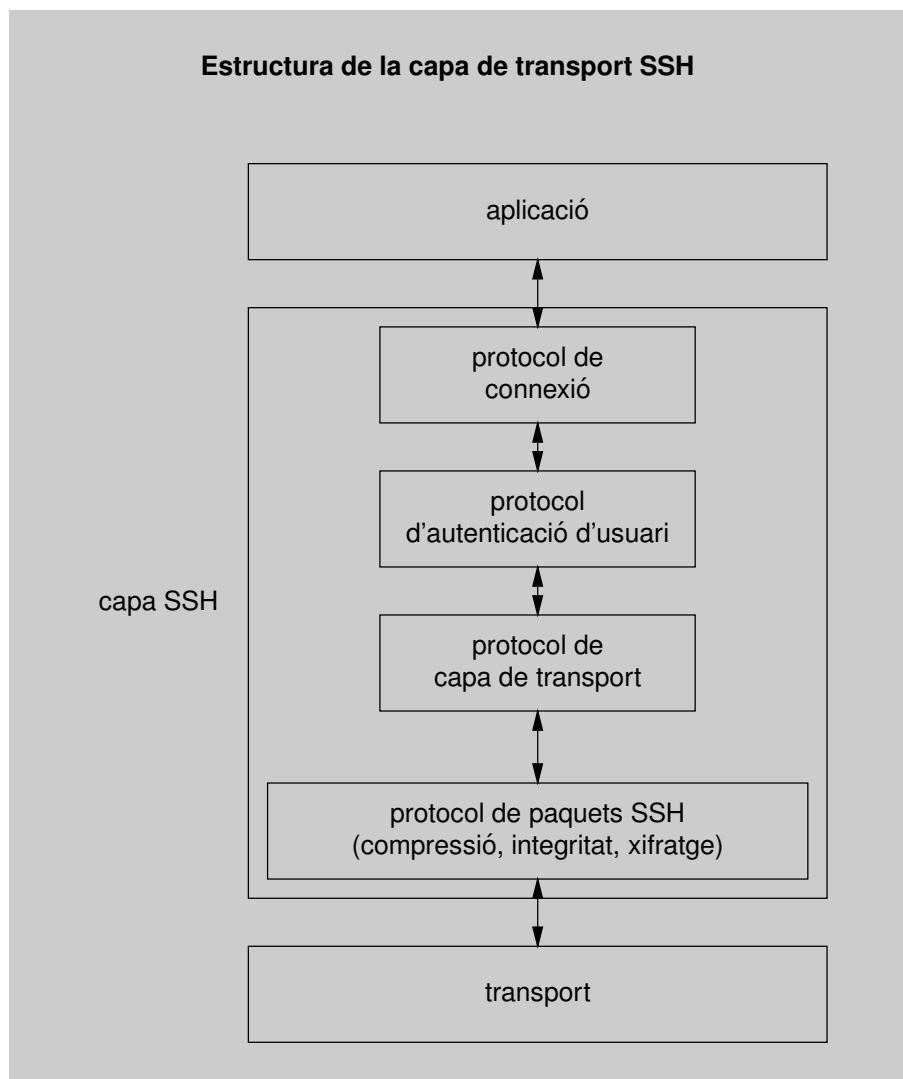 Estructura de la capa de transport SSH
aplicació
protocol de
connexió
protocol
d'autenticació d'usuari
capa SSH
protocol de
capa de transport
protocol de paquets SSH
(compressió, integritat, xifratge)
transport